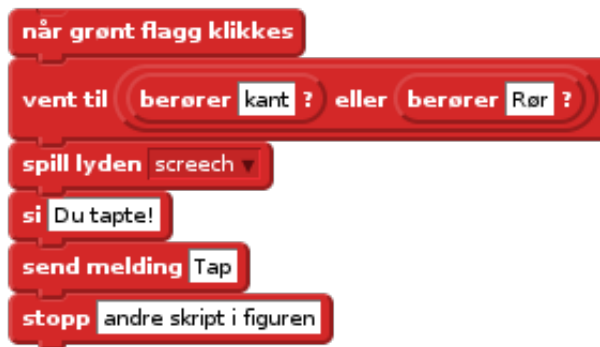 når grønt flagg klikkes
vent til berører kant ? eller berører Rør ?
spill lyden screech
si Du tapte!
send melding Tap
stopp andre skript i figuren